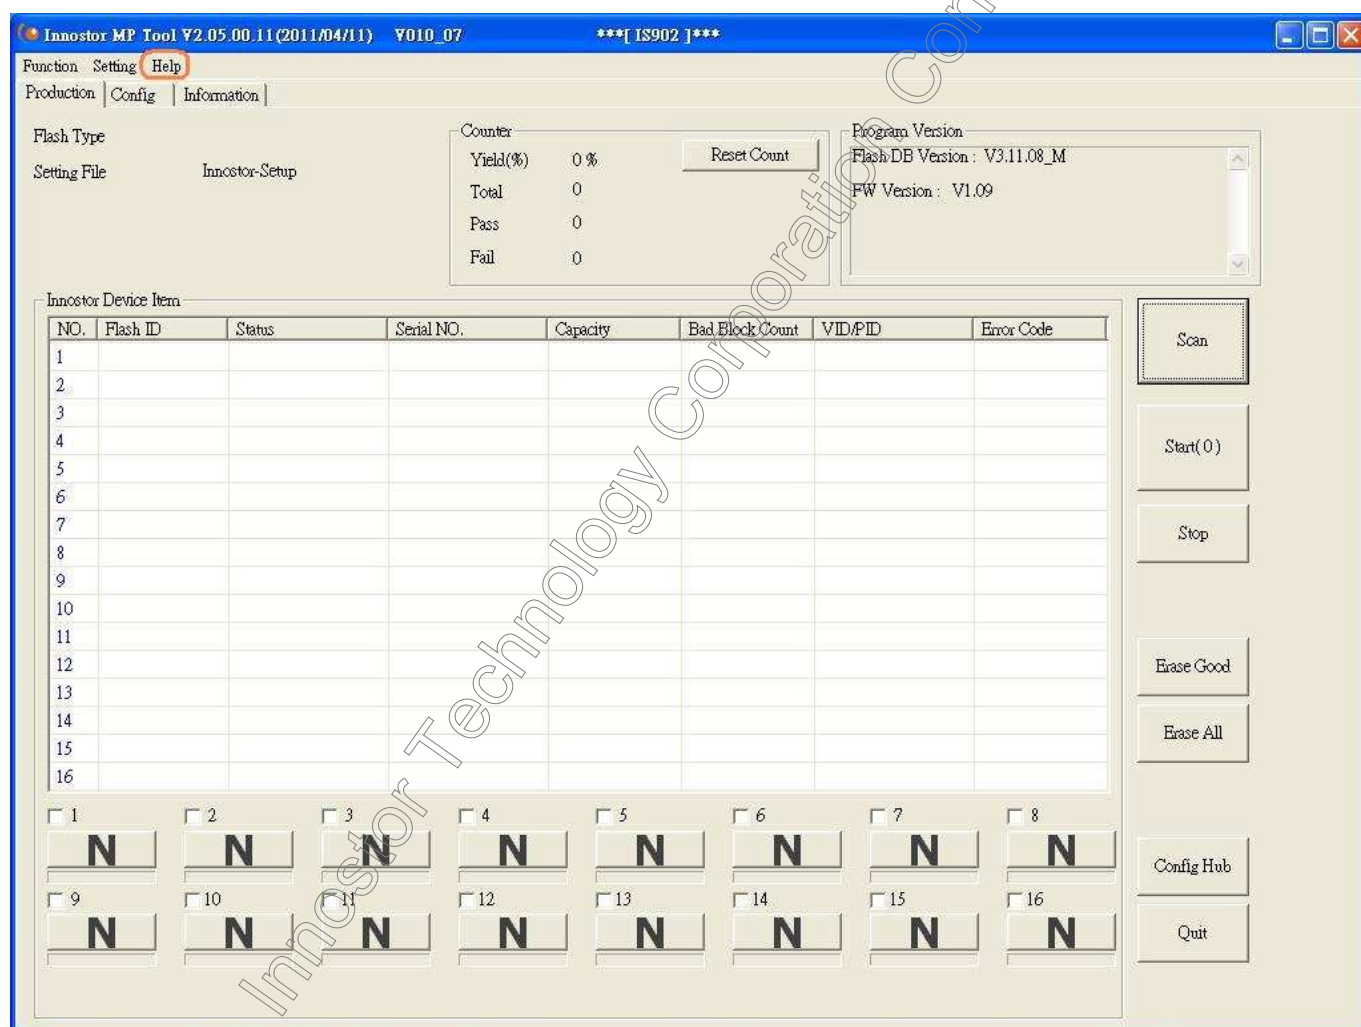 Innostor MP Tool V2.05.00.11(2011/04/11) V010_07 ***[ IS902 ]***
Function Setting Help
Production Config Information
Flash Type
Setting File Innostor-Setup
Counter
Yield(%) 0 %
Total 0
Pass 0
Fail 0
Reset Count
Program Version
Flash DB Version : V3.11.08_M
FW Version : V1.09
Innostor Device Item
NO. Flash ID Status Serial NO. Capacity Bad Block Count VID/PID Error Code
1
2
3
4
5
6
7
8
9
10
11
12
13
14
15
16
Scan
Start( 0 )
Stop
Erase Good
Erase All
Config Hub
Quit
1 2 3 4 5 6 7 8
N N N N N N N N
9 10 11 12 13 14 15 16
N N N N N N N N
Innostor Technology Corporation Con